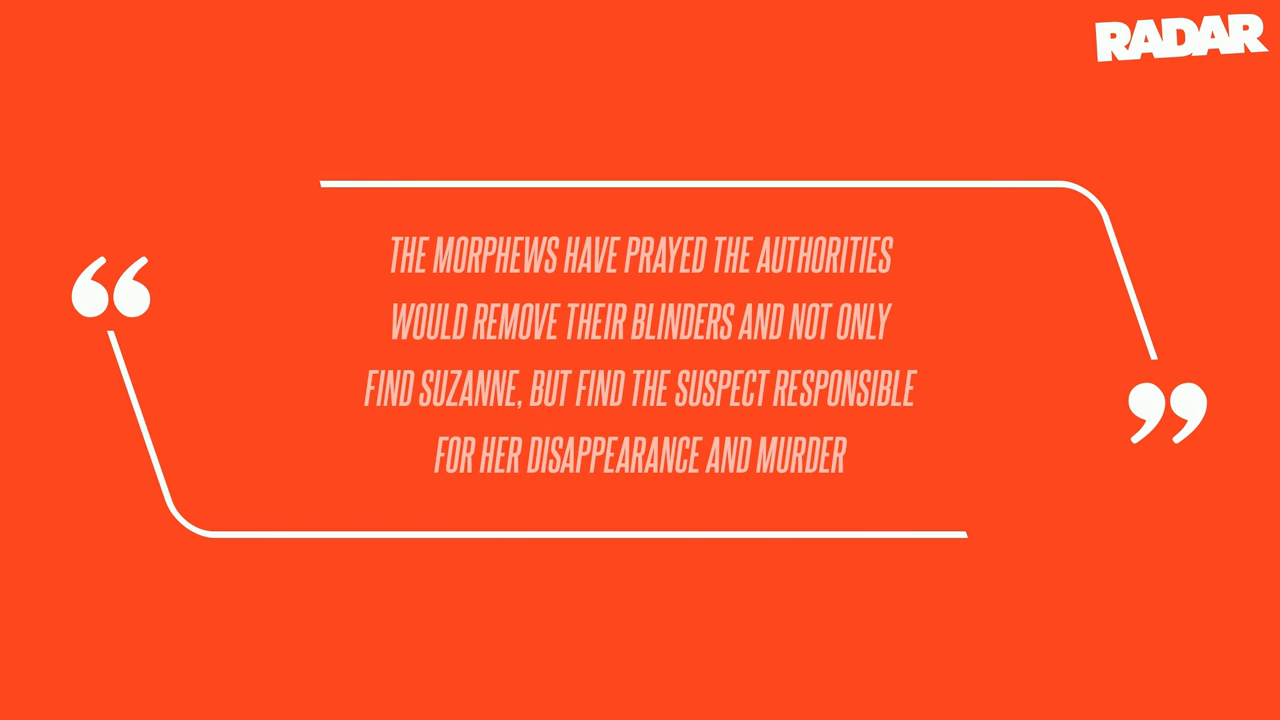 RADAR
“
THE MORPHEWS HAVE PRAYED THE AUTHORITIES
WOULD REMOVE THEIR BLINDERS AND NOT ONLY
FIND SUZANNE, BUT FIND THE SUSPECT RESPONSIBLE
FOR HER DISAPPEARANCE AND MURDER
”